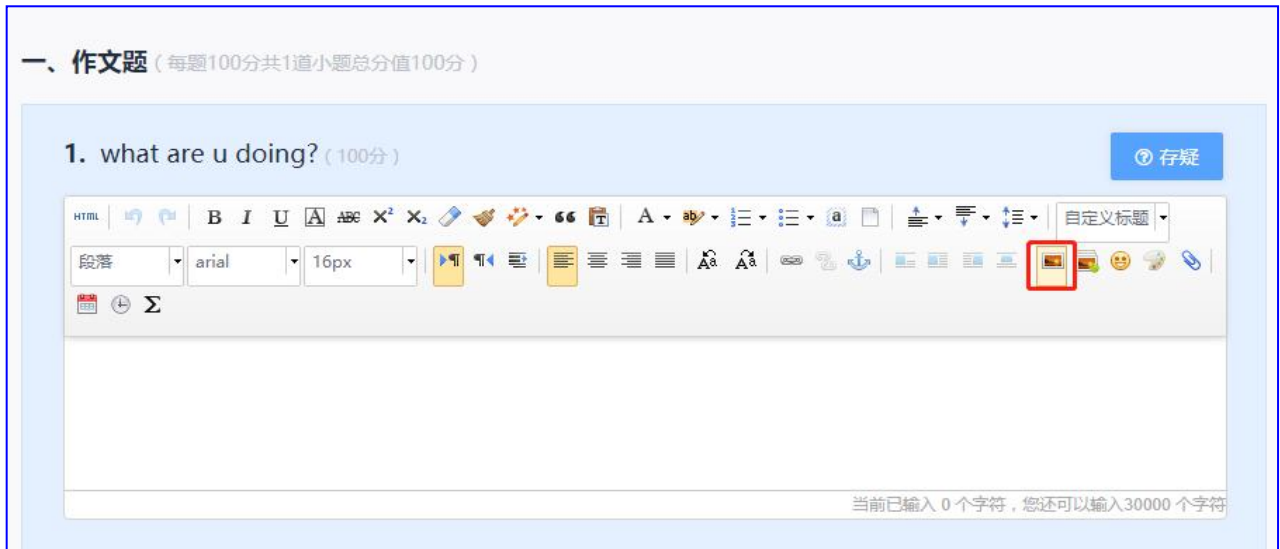 一、作文题（每题100分共1道小题总分值100分）
1. what are u doing?（100分）
存疑
HTML B I U A ABC X² X₂ 66 T A ab a 自定义标题
段落 arial 16px Aa Aa
Σ
当前已输入 0 个字符，您还可以输入30000 个字符